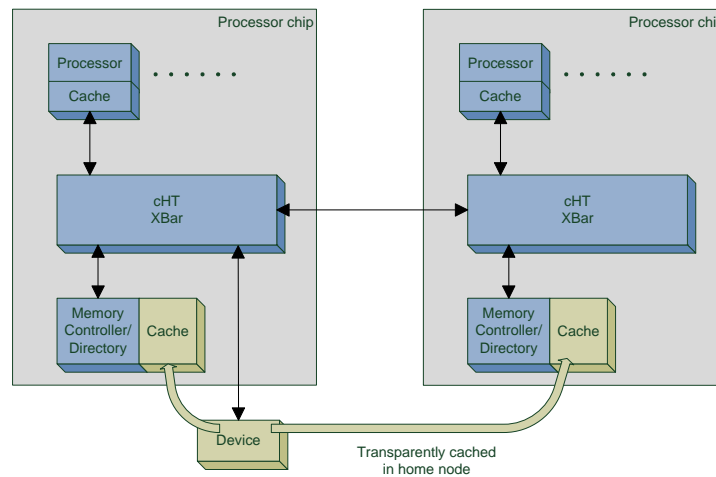 Processor chip
Processor
Cache
cHT
XBar
Memory
Controller/
Directory
Cache
Device
Processor chi
Processor
Cache
cHT
XBar
Memory
Controller/
Directory
Cache
Transparently cached
in home node